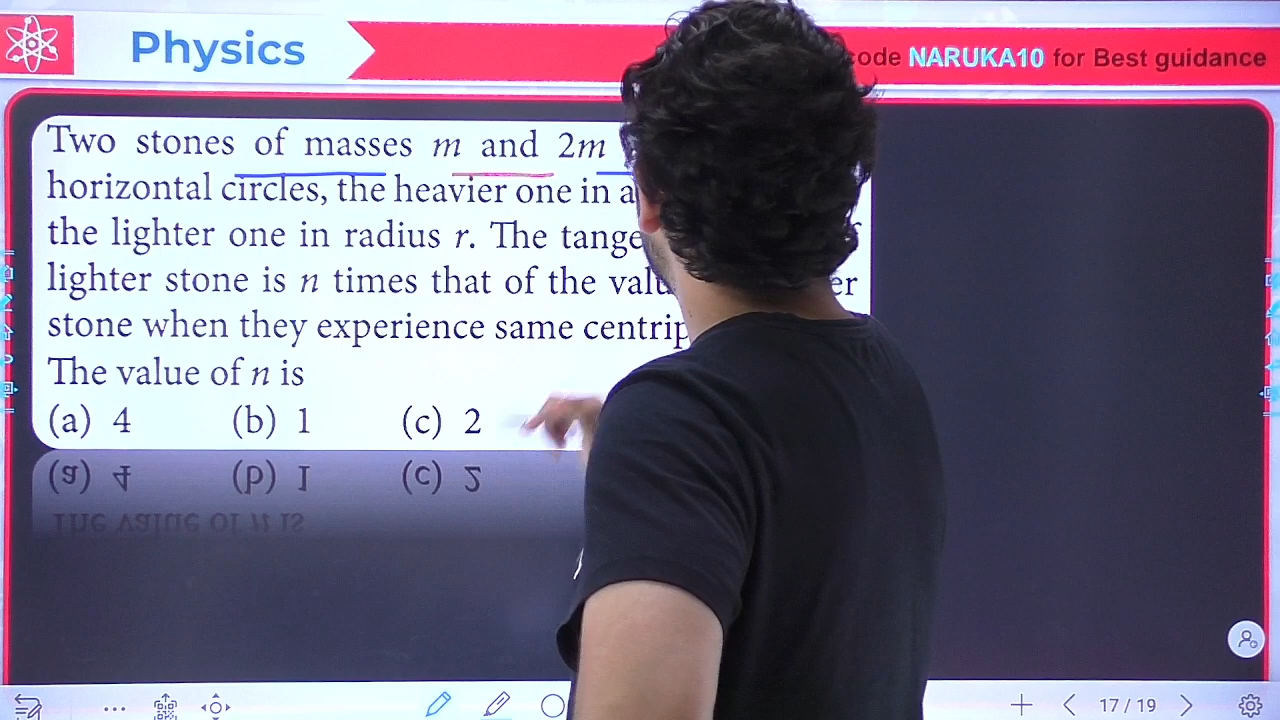 Physics
code NARUKA10 for Best guidance
Two stones of masses m and 2m
horizontal circles, the heavier one in a
the lighter one in radius r. The tange
lighter stone is n times that of the valu er
stone when they experience same centrip
The value of n is
(a) 4 (b) 1 (c) 2
17 / 19